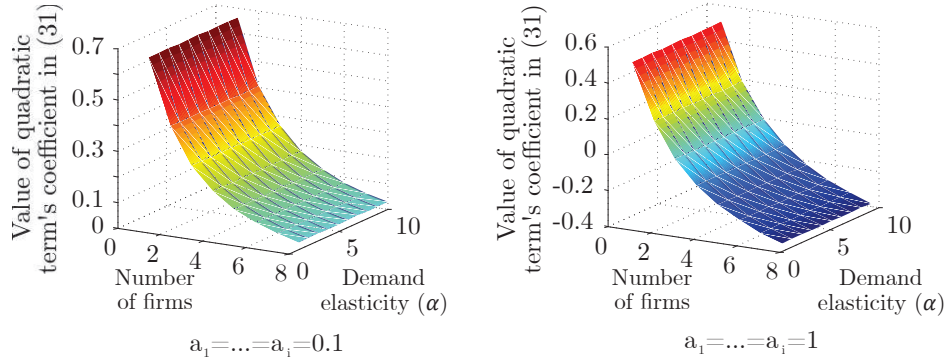 Value of quadratic
term's coefficient in (31)
0.7
0.5
0.3
0.1
0
0
2
4
6
8
0
5
10
Number
of firms
Demand
elasticity (α)
a₁=...=aᵢ=0.1
Value of quadratic
term's coefficient in (31)
0.6
0.4
0.2
0
-0.2
-0.4
0
2
4
6
8
0
5
10
Number
of firms
Demand
elasticity (α)
a₁=...=aᵢ=1